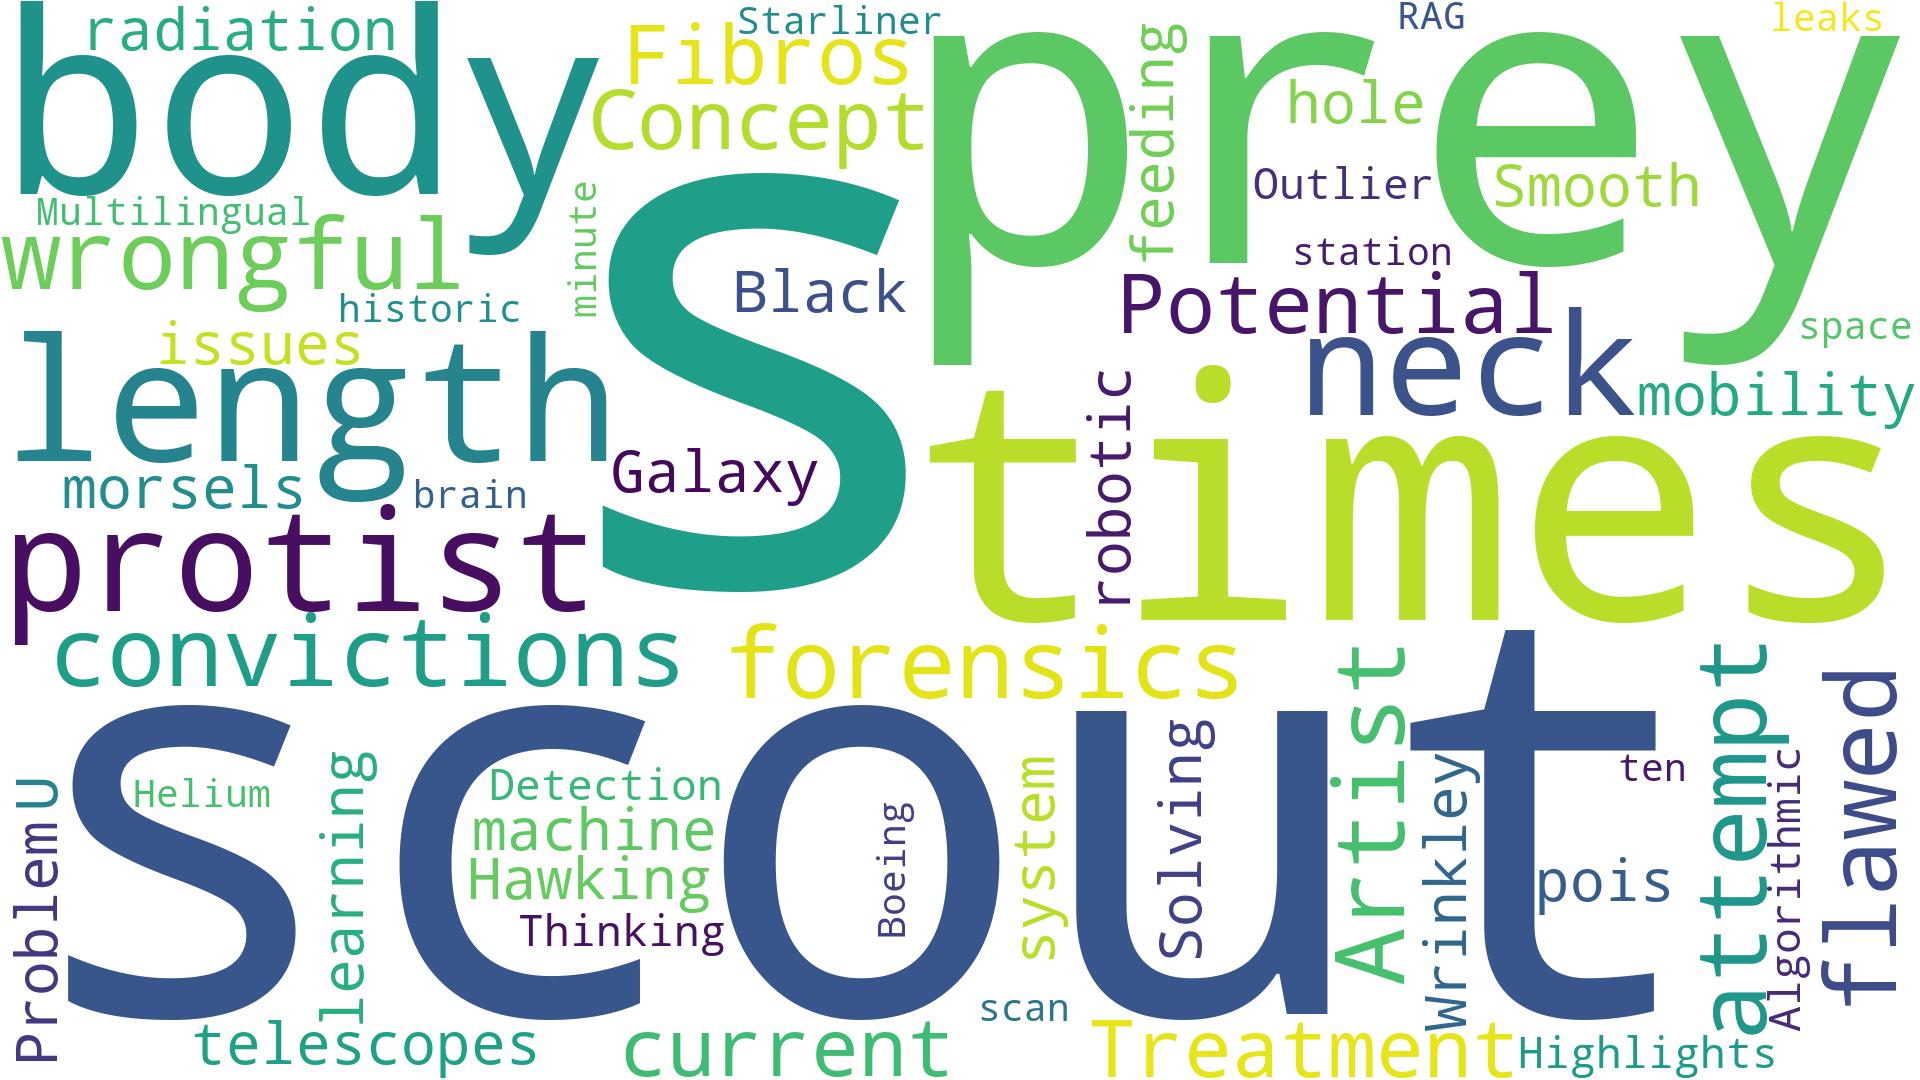 body
radiation
Starliner
Fibros
Concept
prey
feeding
RAG
leaks
hole
Outlier
Smooth
station
Multilingual
wrongful
minute
historic
issues
S
Black
Potential
neck
space
mobility
length
morsels
brain
Galaxy
times
robotic
protist
convictions
forensics
scout
Artist
attempt
flawed
Problem
U
Helium
learning
Detection
machine
Hawking
Thinking
Boeing
system
Solving
Wrinkley
ten
pois
Algorithmic
scan
telescopes
current
Treatment
Highlights